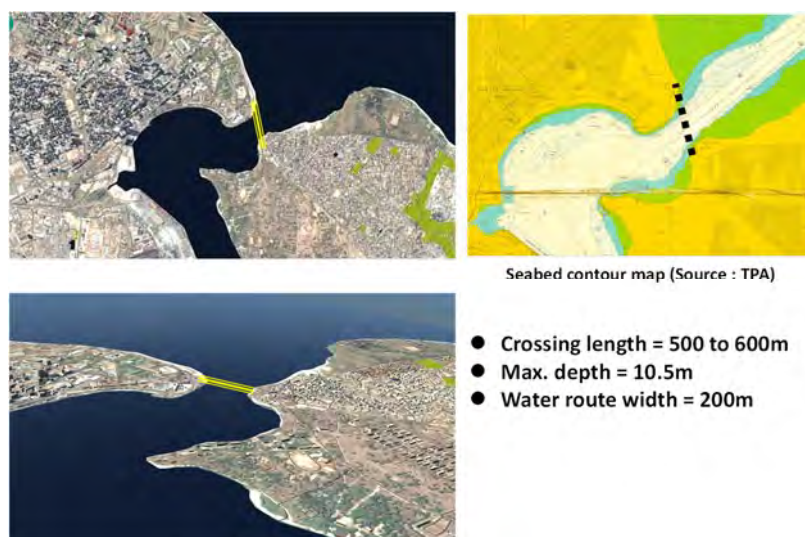 Seabed contour map (Source : TPA)
● Crossing length = 500 to 600m
● Max. depth = 10.5m
● Water route width = 200m